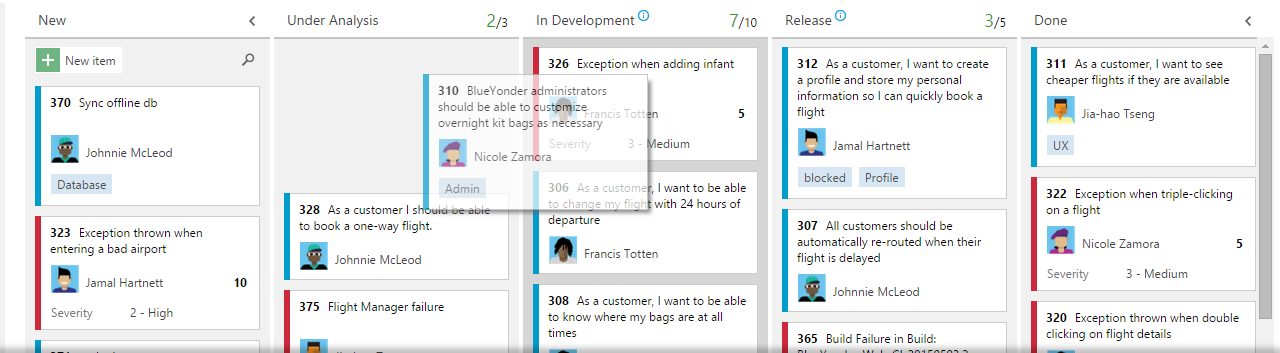 New
Under Analysis
2/3
In Development
7/10
Release
3/5
Done
New item
370 Sync offline db
Johnnie McLeod
Database
323 Exception thrown when
entering a bad airport
Jamal Hartnett
10
Severity 2 - High
310 BlueYonder administrators
should be able to customize
overnight kit bags as necessary
Nicole Zamora
Admin
328 As a customer I should be able
to book a one-way flight.
Johnnie McLeod
375 Flight Manager failure
326 Exception when adding infant
Francis Totten
5
Severity 3 - Medium
306 As a customer, I want to be able
to change my flight with 24 hours of
departure
Francis Totten
308 As a customer, I want to be able
to know where my bags are at all
times
312 As a customer, I want to create
a profile and store my personal
information so I can quickly book a
flight
Jamal Hartnett
blocked Profile
307 All customers should be
automatically re-routed when their
flight is delayed
Johnnie McLeod
365 Build Failure in Build:
311 As a customer, I want to see
cheaper flights if they are available
Jia-hao Tseng
UX
322 Exception when triple-clicking
on a flight
Nicole Zamora
5
Severity 3 - Medium
320 Exception thrown when double
clicking on flight details